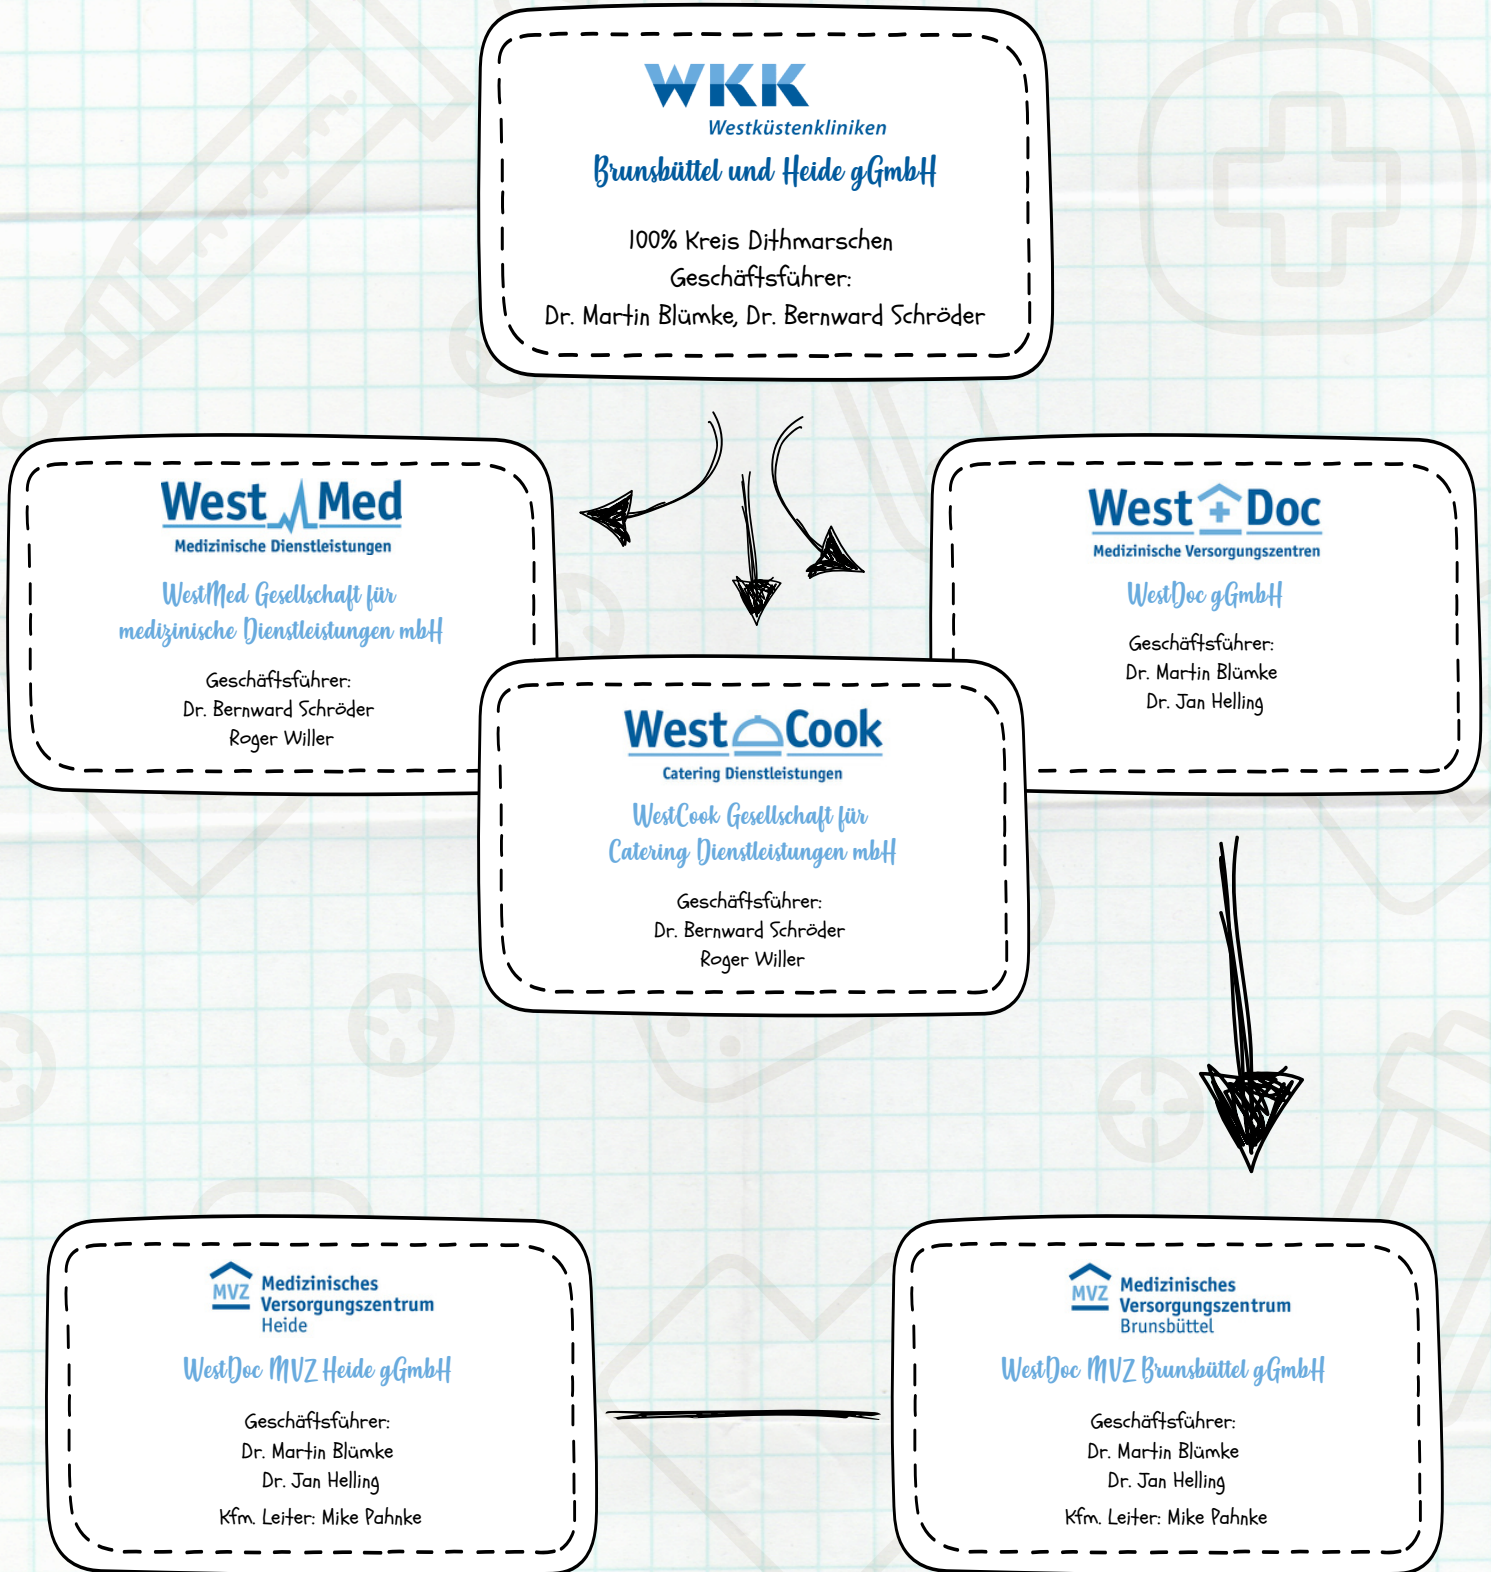 WKK
Westküstenkliniken
Brunsbüttel und Heide gGmbH
100% Kreis Dithmarschen
Geschäftsführer:
Dr. Martin Blümke, Dr. Bernward Schröder
West Med
Medizinische Dienstleistungen
WestMed Gesellschaft für
medizinische Dienstleistungen mbH
Geschäftsführer:
Dr. Bernward Schröder
Roger Willer
West Doc
Medizinische Versorgungszentren
WestDoc gGmbH
Geschäftsführer:
Dr. Martin Blümke
Dr. Jan Helling
West Cook
Catering Dienstleistungen
WestCook Gesellschaft für
Catering Dienstleistungen mbH
Geschäftsführer:
Dr. Bernward Schröder
Roger Willer
MVZ Medizinisches
Versorgungszentrum
Heide
WestDoc MVZ Heide gGmbH
Geschäftsführer:
Dr. Martin Blümke
Dr. Jan Helling
Kfm. Leiter: Mike Pahnke
MVZ Medizinisches
Versorgungszentrum
Brunsbüttel
WestDoc MVZ Brunsbüttel gGmbH
Geschäftsführer:
Dr. Martin Blümke
Dr. Jan Helling
Kfm. Leiter: Mike Pahnke